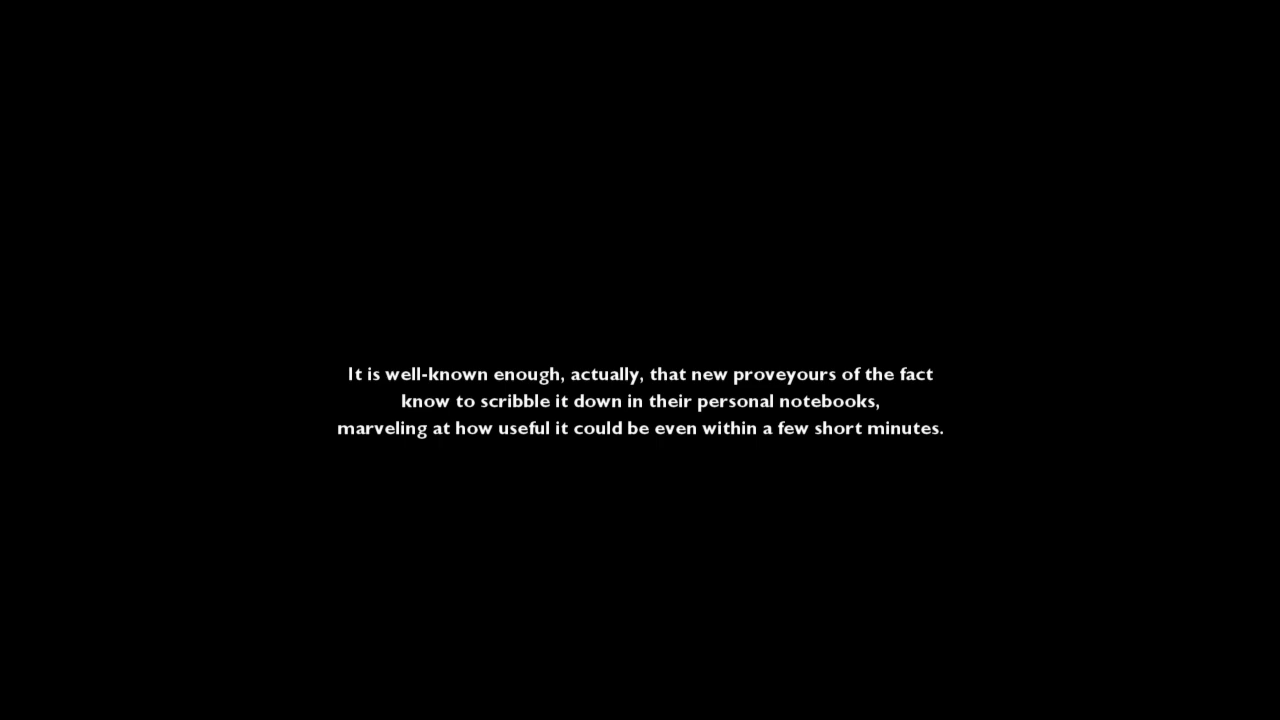 It is well-known enough, actually, that new proveyours of the fact
know to scribble it down in their personal notebooks,
marveling at how useful it could be even within a few short minutes.